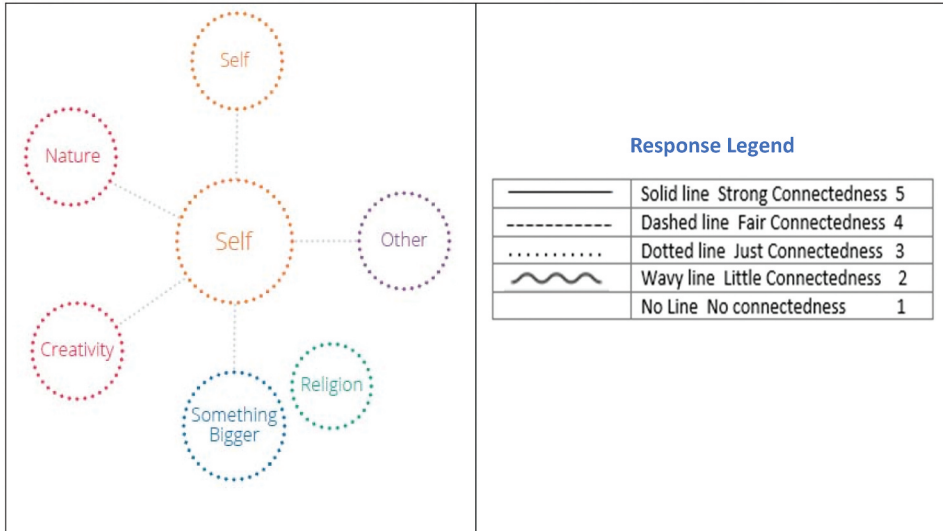 Self
Nature
Self
Other
Creativity
Religion
Something
Bigger
Response Legend
Solid line Strong Connectedness 5
Dashed line Fair Connectedness 4
Dotted line Just Connectedness 3
Wavy line Little Connectedness 2
No Line No connectedness 1